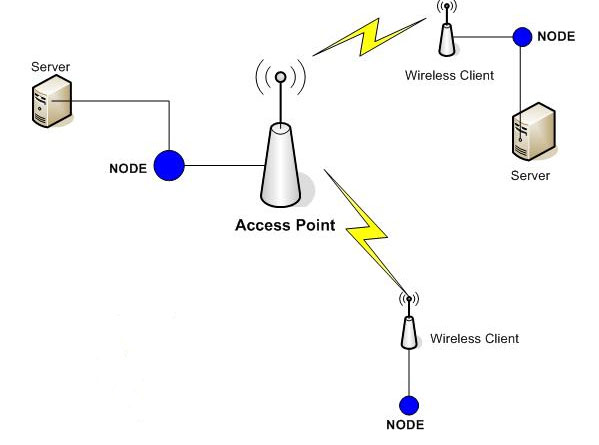 NODE
Wireless Client
Server
Server
NODE
Access Point
Wireless Client
NODE